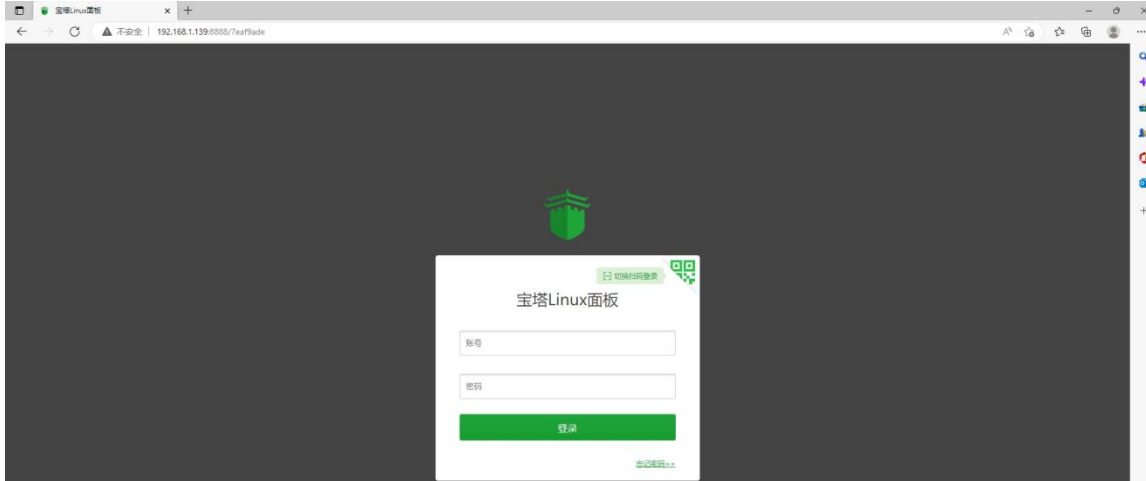 宝塔Linux面板
不安全 | 192.168.1.139:8888/7eaf9ade
切换扫码登录
宝塔Linux面板
账号
密码
登录
忘记密码>>